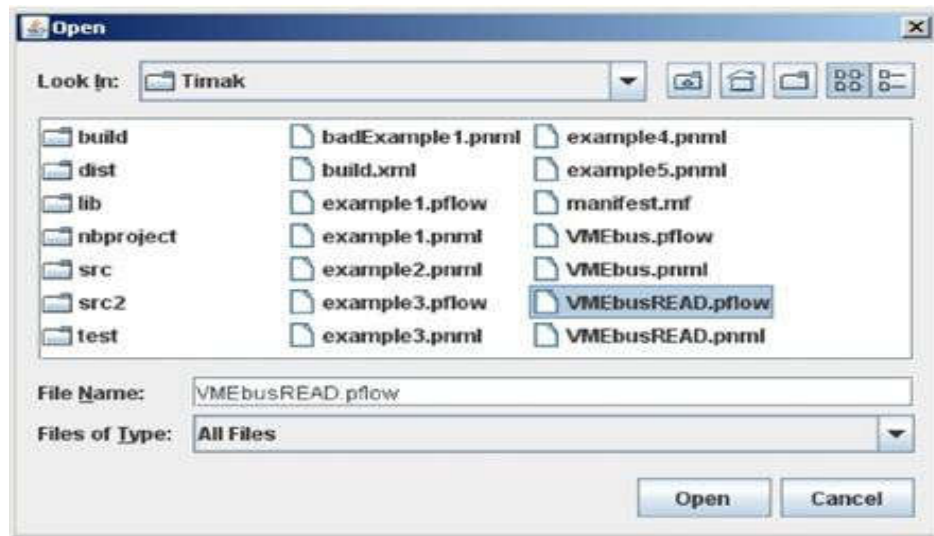 Open
Look In: Timak
build badExample1.pnml example4.pnml
dist build.xml example5.pnml
lib example1.pflow manifest.mf
nbproject example1.pnml VMEbus.pflow
src example2.pnml VMEbus.pnml
src2 example3.pflow VMEbusREAD.pflow
test example3.pnml VMEbusREAD.pnml
File Name: VMEbusREAD.pflow
Files of Type: All Files
Open Cancel